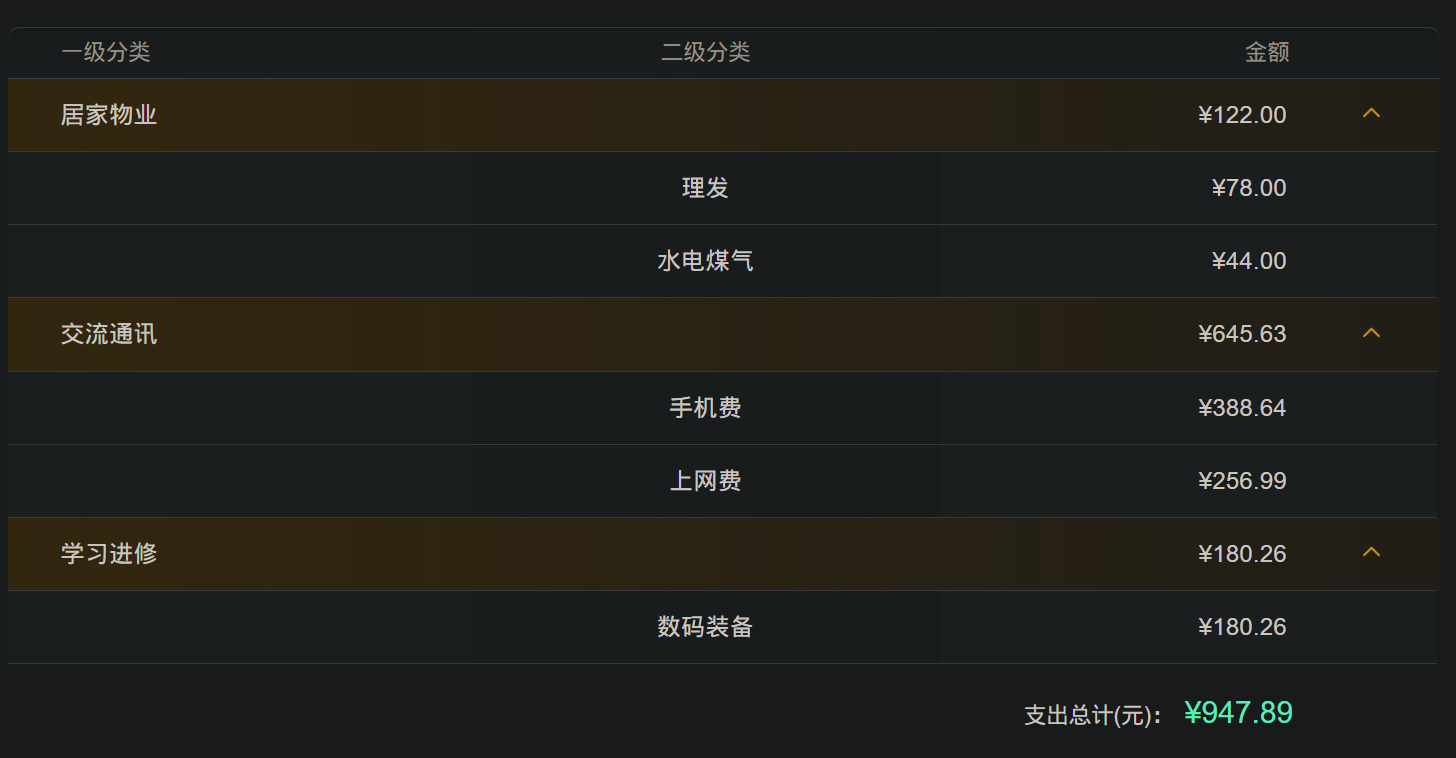 一级分类 二级分类 金额
居家物业 ¥122.00
理发 ¥78.00
水电煤气 ¥44.00
交流通讯 ¥645.63
手机费 ¥388.64
上网费 ¥256.99
学习进修 ¥180.26
数码装备 ¥180.26
支出总计(元)： ¥947.89